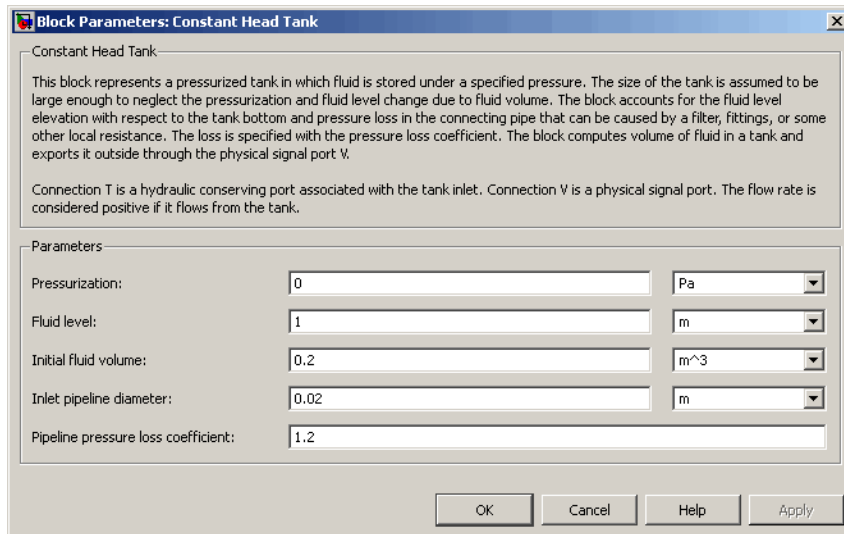 Block Parameters: Constant Head Tank
Constant Head Tank
This block represents a pressurized tank in which fluid is stored under a specified pressure. The size of the tank is assumed to be
large enough to neglect the pressurization and fluid level change due to fluid volume. The block accounts for the fluid level
elevation with respect to the tank bottom and pressure loss in the connecting pipe that can be caused by a filter, fittings, or some
other local resistance. The loss is specified with the pressure loss coefficient. The block computes volume of fluid in a tank and
exports it outside through the physical signal port V.
Connection T is a hydraulic conserving port associated with the tank inlet. Connection V is a physical signal port. The flow rate is
considered positive if it flows from the tank.
Parameters
Pressurization: 0 Pa
Fluid level: 1 m
Initial fluid volume: 0.2 m^3
Inlet pipeline diameter: 0.02 m
Pipeline pressure loss coefficient: 1.2
OK Cancel Help Apply